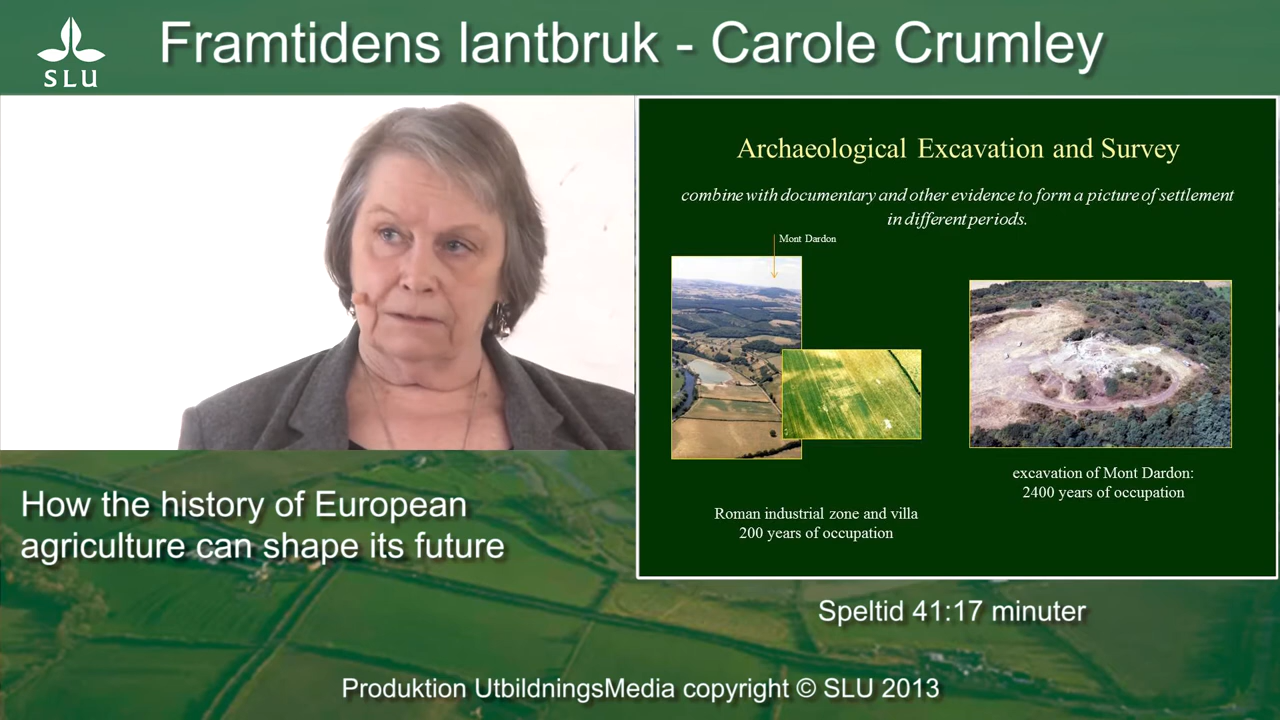 SLU
Framtidens lantbruk - Carole Crumley
Archaeological Excavation and Survey
combine with documentary and other evidence to form a picture of settlement
in different periods.
Mont Dardon
excavation of Mont Dardon:
2400 years of occupation
Roman industrial zone and villa
200 years of occupation
How the history of European
agriculture can shape its future
Speltid 41:17 minuter
Produktion UtbildningsMedia copyright © SLU 2013